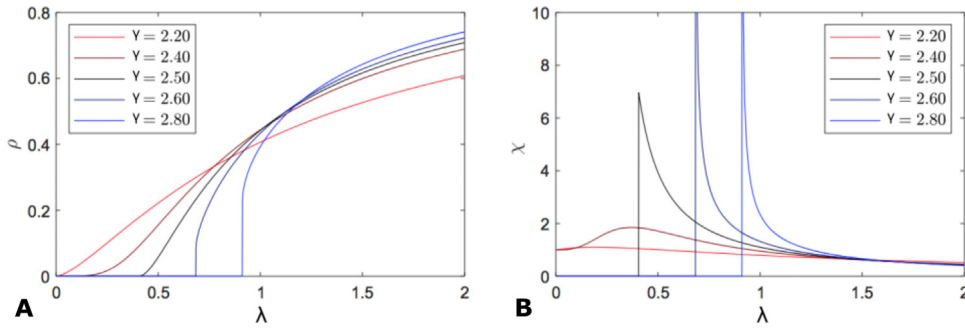 0.8
0.6
0.4
0.2
0
ρ
γ = 2.20
γ = 2.40
γ = 2.50
γ = 2.60
γ = 2.80
0 0.5 1 1.5 2
A
λ
10
8
6
4
2
0
χ
γ = 2.20
γ = 2.40
γ = 2.50
γ = 2.60
γ = 2.80
0 0.5 1 1.5 2
B
λ